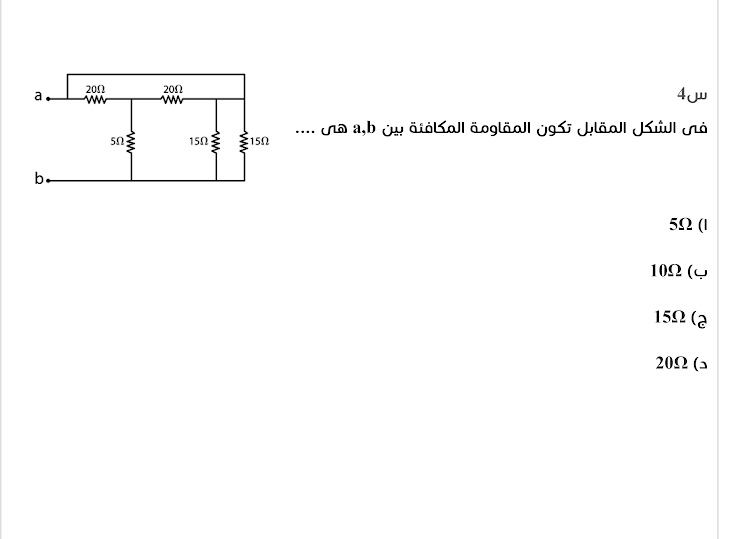 س4
فى الشكل المقابل تكون المقاومة المكافئة بين a,b هى ....
20Ω
20Ω
a
5Ω
15Ω
15Ω
b
ا) 5Ω
ب) 10Ω
ج) 15Ω
د) 20Ω